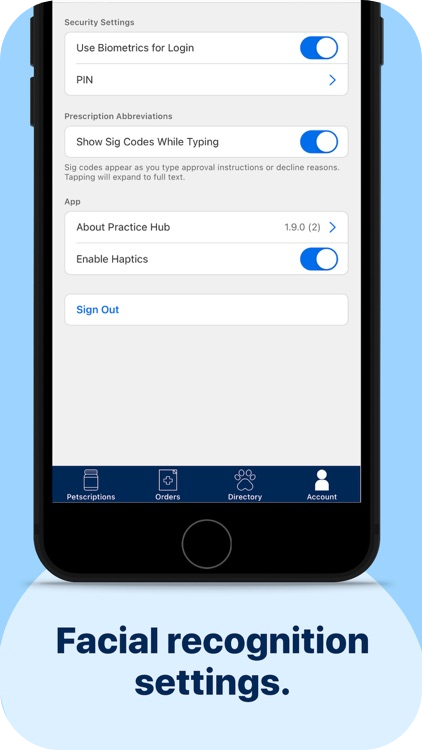 Security Settings
Use Biometrics for Login
PIN
Prescription Abbreviations
Show Sig Codes While Typing
Sig codes appear as you type approval instructions or decline reasons.
Tapping will expand to full text.
App
About Practice Hub 1.9.0 (2)
Enable Haptics
Sign Out
Petscriptions Orders Directory Account
Facial recognition
settings.